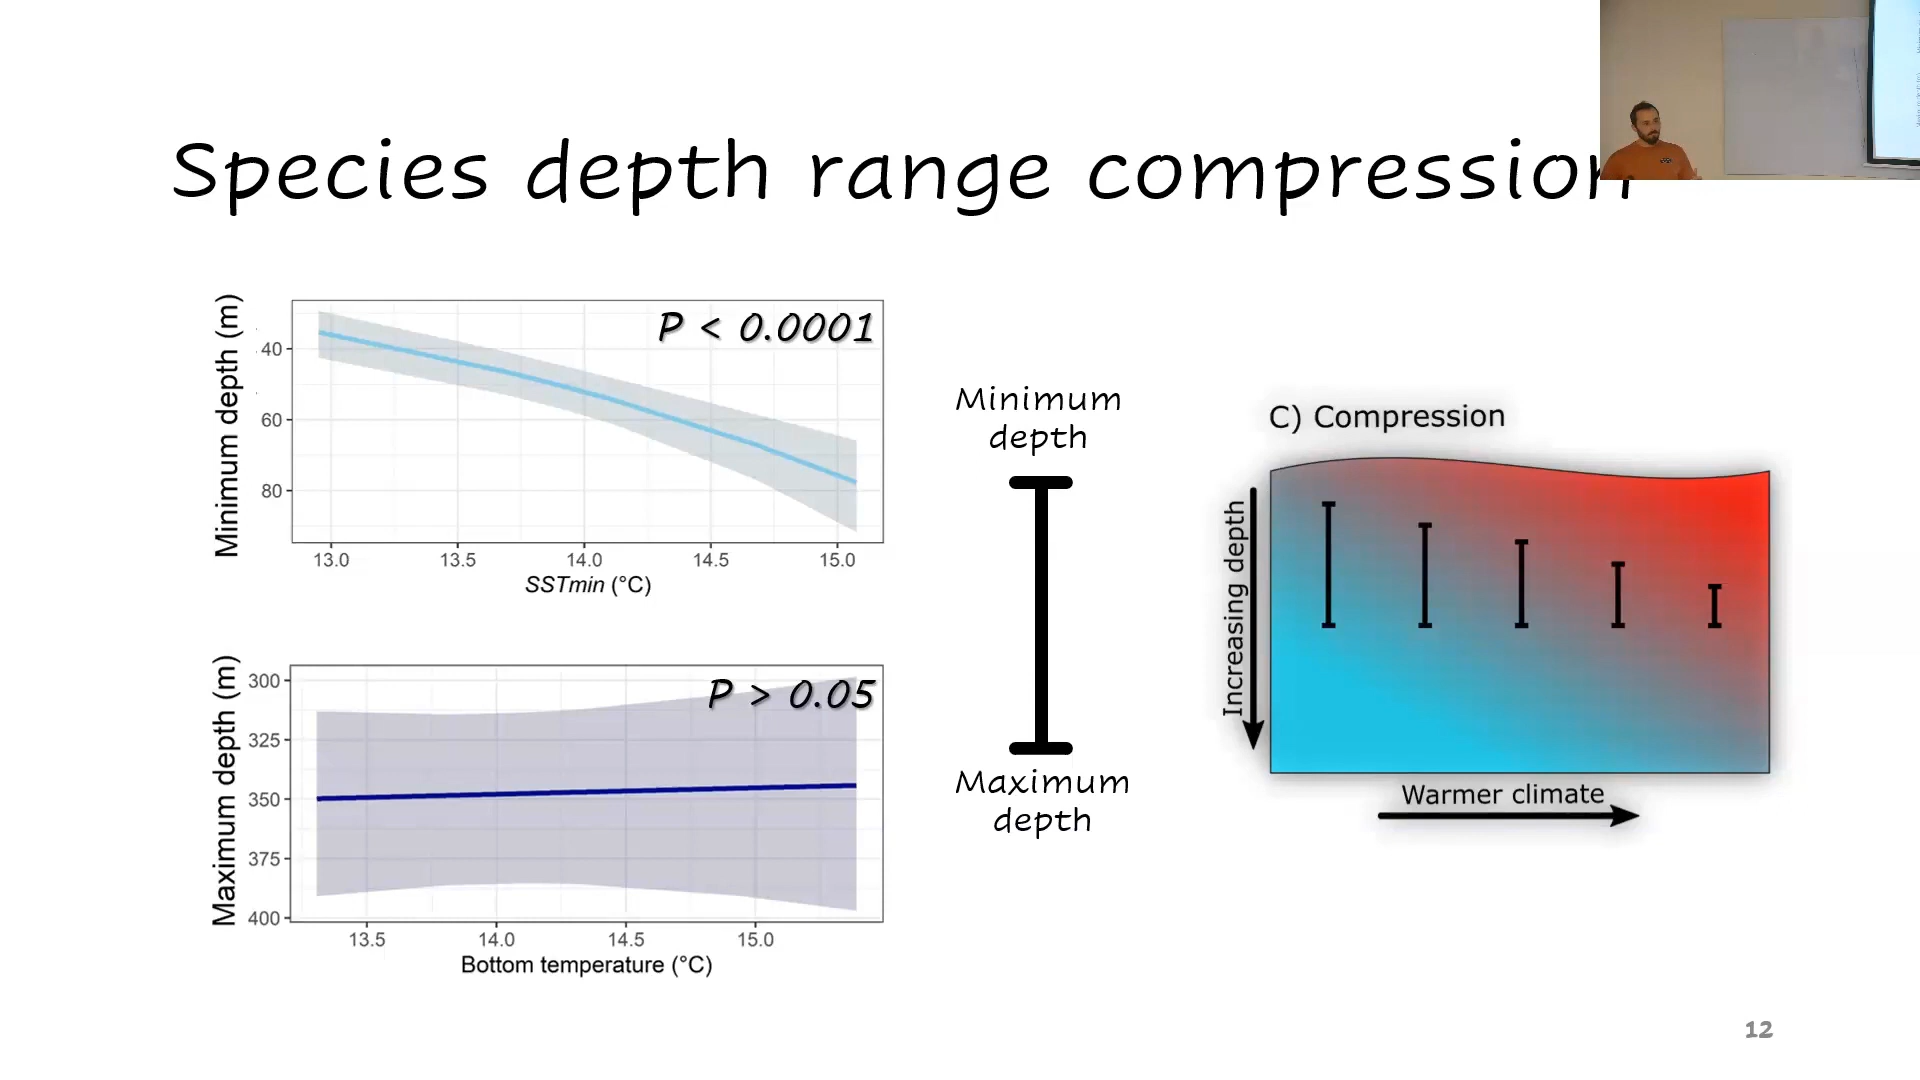 Species depth range compression
Minimum depth (m)
40
60
80
P < 0.0001
13.0 13.5 14.0 14.5 15.0
SSTmin (°C)
Maximum depth (m)
300
325
350
375
400
P > 0.05
13.5 14.0 14.5 15.0
Bottom temperature (°C)
Minimum
depth
Maximum
depth
C) Compression
Increasing depth
Warmer climate
12